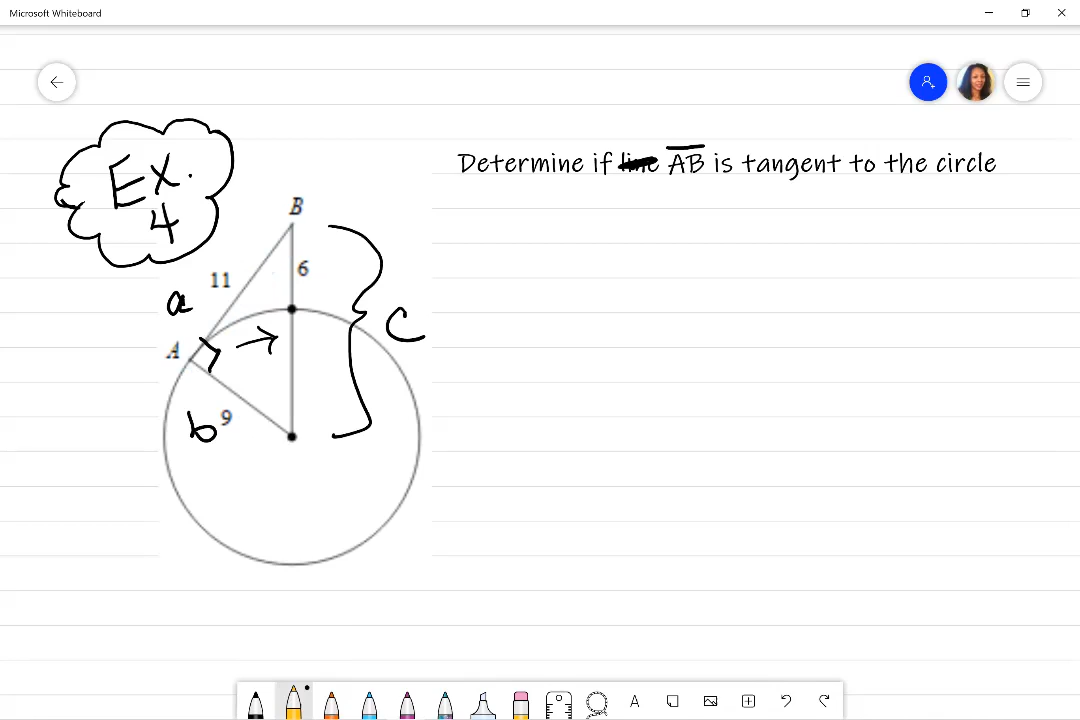 Microsoft Whiteboard
Ex.
4
Determine if line AB is tangent to the circle
B
11
6
a
c
A
b
9
A